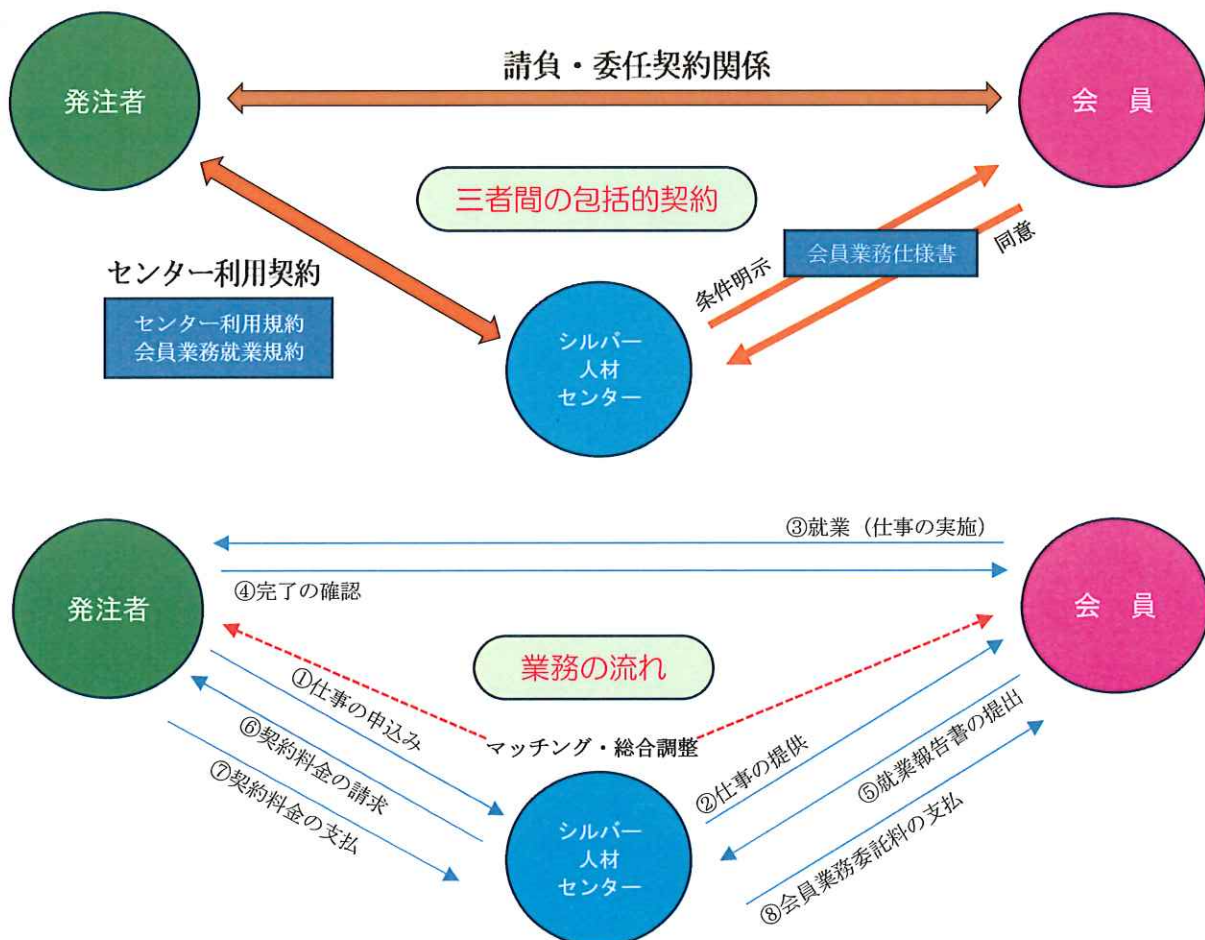 請負・委任契約関係
発注者
会　員
三者間の包括的契約
センター利用契約
センター利用規約
会員業務就業規約
条件明示
会員業務仕様書
同意
シルバー
人材
センター
③就業（仕事の実施）
④完了の確認
発注者
会　員
業務の流れ
①仕事の申込み
⑥契約料金の請求
⑦契約料金の支払
マッチング・総合調整
②仕事の提供
⑤就業報告書の提出
⑧会員業務委託料の支払
シルバー
人材
センター